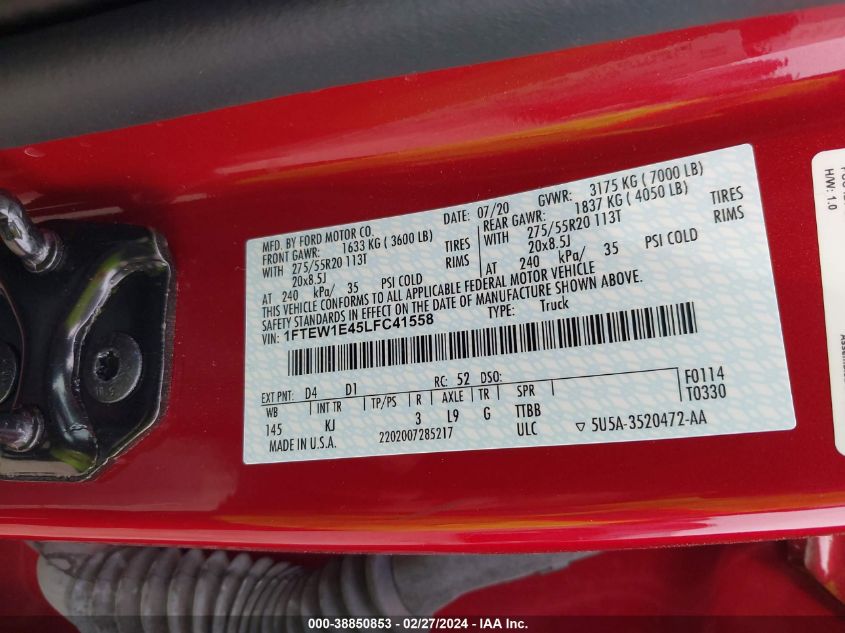 MFD. BY FORD MOTOR CO.
DATE: 07/20 GVWR: 3175 KG ( 7000 LB)
FRONT GAWR: 1633 KG ( 3600 LB)
REAR GAWR: 1837 KG ( 4050 LB)
WITH 275/55R20 113T TIRES
WITH 275/55R20 113T TIRES
20x8.5J RIMS
20x8.5J RIMS
AT 240 kPa/ 35 PSI COLD
AT 240 kPa/ 35 PSI COLD
THIS VEHICLE CONFORMS TO ALL APPLICABLE FEDERAL MOTOR VEHICLE
SAFETY STANDARDS IN EFFECT ON THE DATE OF MANUFACTURE SHOWN ABOVE.
VIN: 1FTEW1E45LFC41558
TYPE: Truck
EXT PNT: D4 D1 RC: 52 DSO: F0114
WB INT TR TP/PS R AXLE TR SPR T0330
145 KJ 3 L9 G TTBB
ULC
MADE IN U.S.A. 2202007285217
▽ 5U5A-3520472-AA
H/W: 1.0
000-38850853 - 02/27/2024 - IAA Inc.